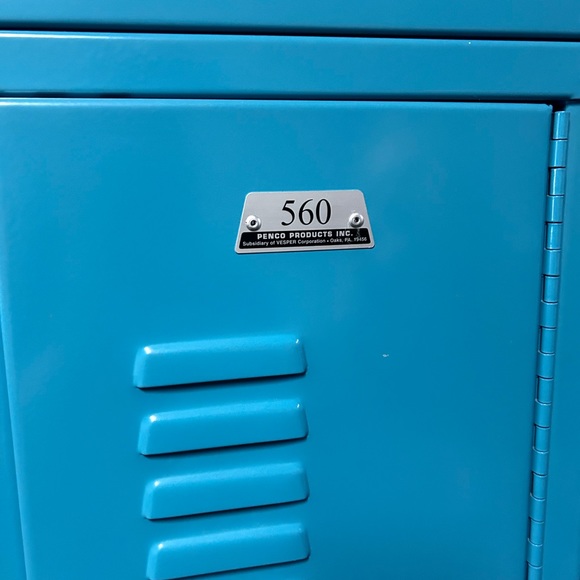 560
PENCO PRODUCTS INC.
Subsidiary of VESPER Corporation • Oaks, PA. 19456